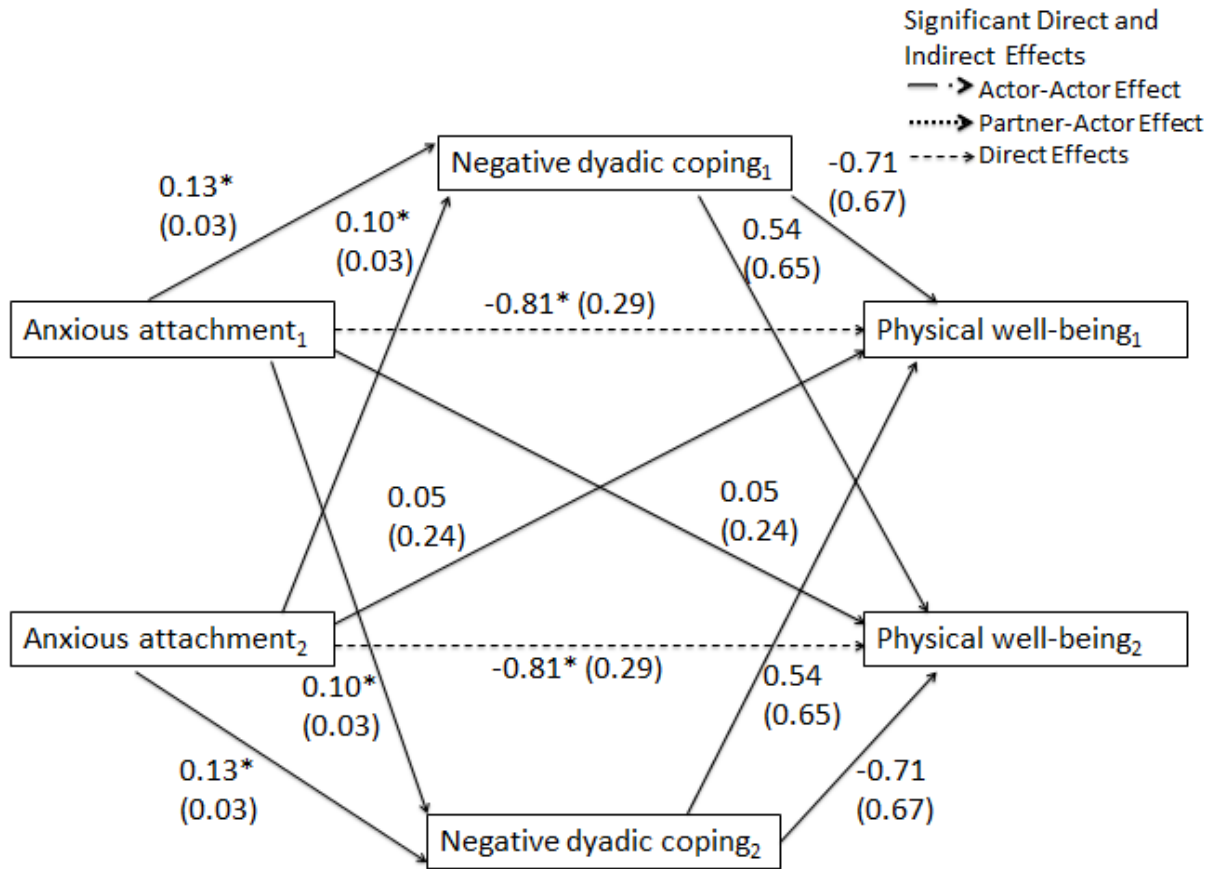 Significant Direct and
Indirect Effects
Actor-Actor Effect
Partner-Actor Effect
Direct Effects
Negative dyadic coping₁
-0.71
(0.67)
0.13*
(0.03)
0.10*
(0.03)
0.54
(0.65)
-0.81* (0.29)
Anxious attachment₁
Physical well-being₁
0.05
(0.24)
0.05
(0.24)
Anxious attachment₂
Physical well-being₂
-0.81* (0.29)
0.10*
(0.03)
0.54
(0.65)
0.13*
(0.03)
-0.71
(0.67)
Negative dyadic coping₂